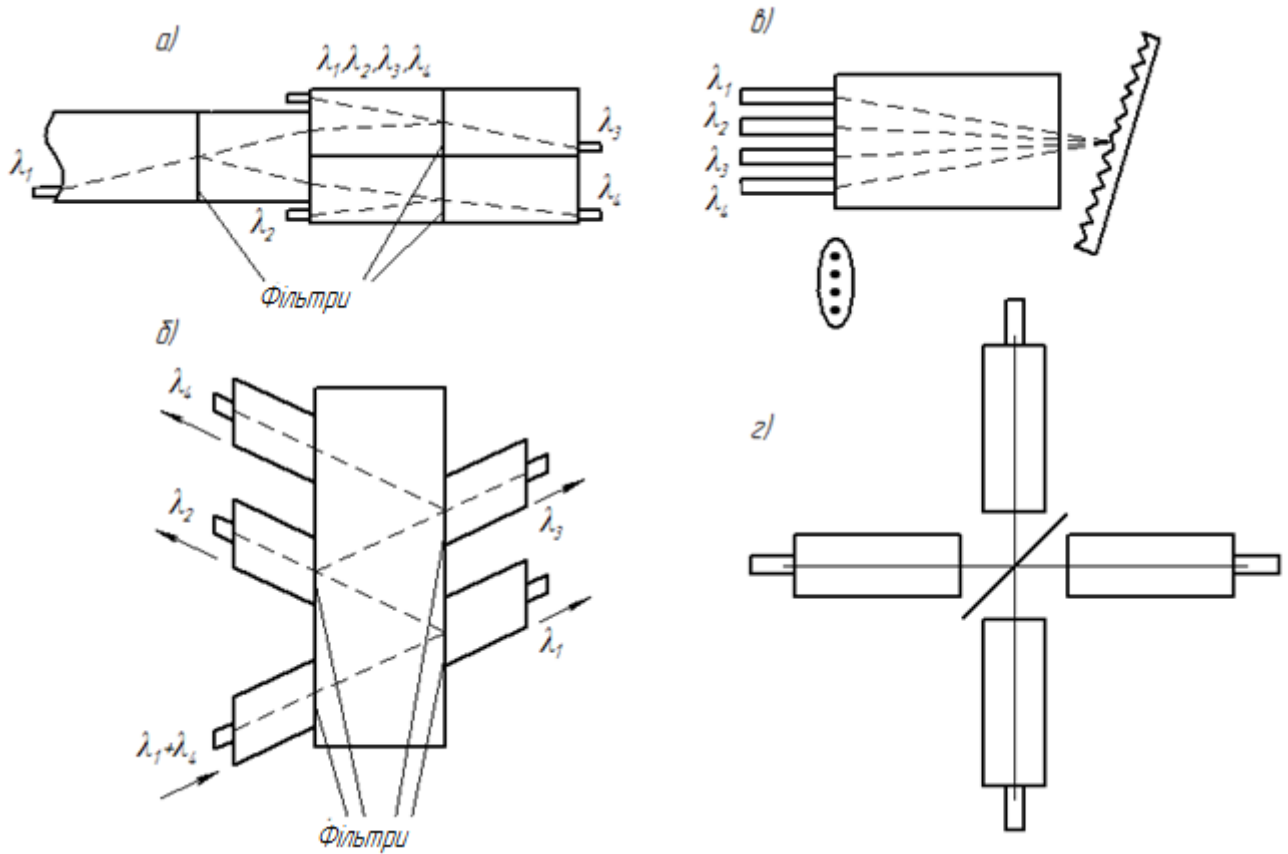 а)
λ₁,λ₂,λ₃,λ₄
λ₁
λ₃
λ₂
λ₄
Фільтри
в)
λ₁
λ₂
λ₃
λ₄
б)
λ₄
λ₂
λ₃
λ₁
λ₁+λ₄
Фільтри
г)